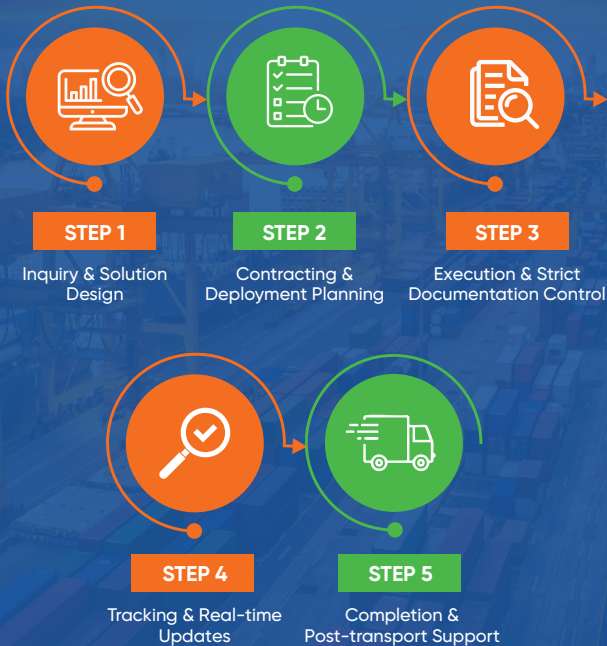 STEP 1
Inquiry & Solution
Design
STEP 2
Contracting &
Deployment Planning
STEP 3
Execution & Strict
Documentation Control
STEP 4
Tracking & Real-time
Updates
STEP 5
Completion &
Post-transport Support